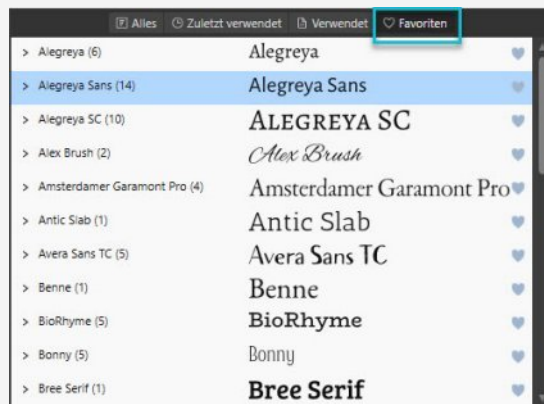 Alles Zuletzt verwendet Verwendet Favoriten
> Alegreya (6) Alegreya
> Alegreya Sans (14) Alegreya Sans
> Alegreya SC (10) ALEGREYA SC
> Alex Brush (2) Alex Brush
> Amsterdamer Garamont Pro (4) Amsterdamer Garamont Pro
> Antic Slab (1) Antic Slab
> Avera Sans TC (5) Avera Sans TC
> Benne (1) Benne
> BioRhyme (5) BioRhyme
> Bonny (5) Bonny
> Bree Serif (1) Bree Serif